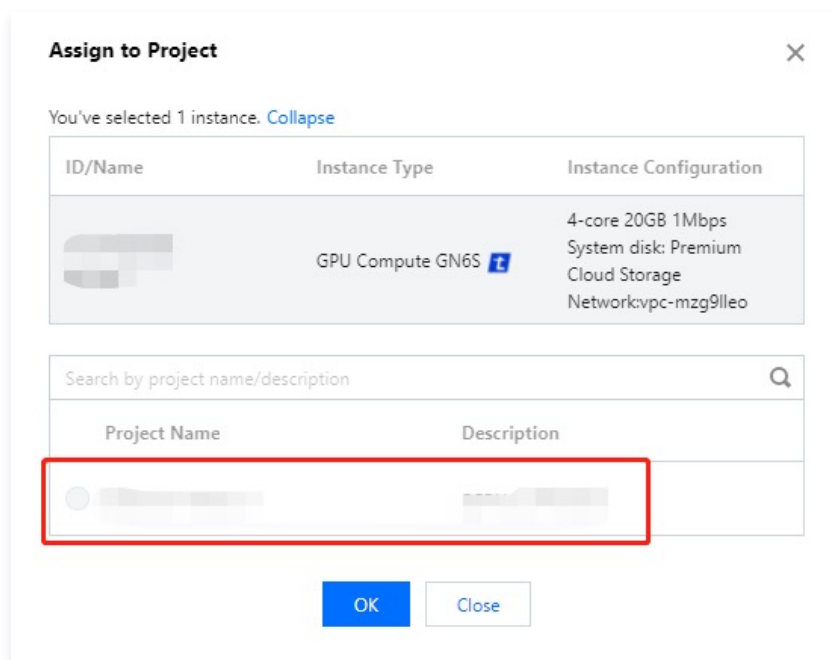 Assign to Project
You've selected 1 instance. Collapse
ID/Name Instance Type Instance Configuration
4-core 20GB 1Mbps
System disk: Premium
GPU Compute GN6S
Cloud Storage
Network:vpc-mzg9lleo
Search by project name/description
Project Name Description
OK Close